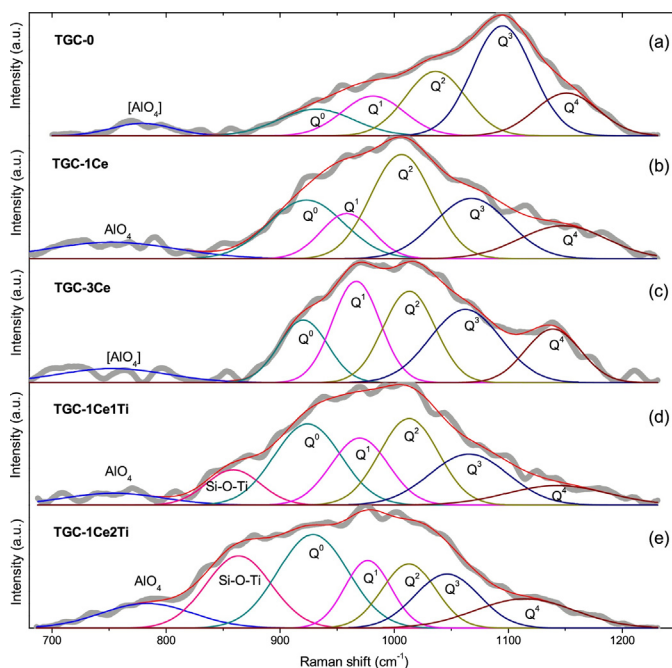 TGC-0
(a)
[AlO4]
Q0
Q1
Q2
Q3
Q4
Intensity (a.u.)
TGC-1Ce
(b)
AlO4
Q0
Q1
Q2
Q3
Q4
Intensity (a.u.)
TGC-3Ce
(c)
[AlO4]
Q0
Q1
Q2
Q3
Q4
Intensity (a.u.)
TGC-1Ce1Ti
(d)
AlO4
Si-O-Ti
Q0
Q1
Q2
Q3
Q4
Intensity (a.u.)
TGC-1Ce2Ti
(e)
AlO4
Si-O-Ti
Q0
Q1
Q2
Q3
Q4
Intensity (a.u.)
700 800 900 1000 1100 1200
Raman shift (cm-1)